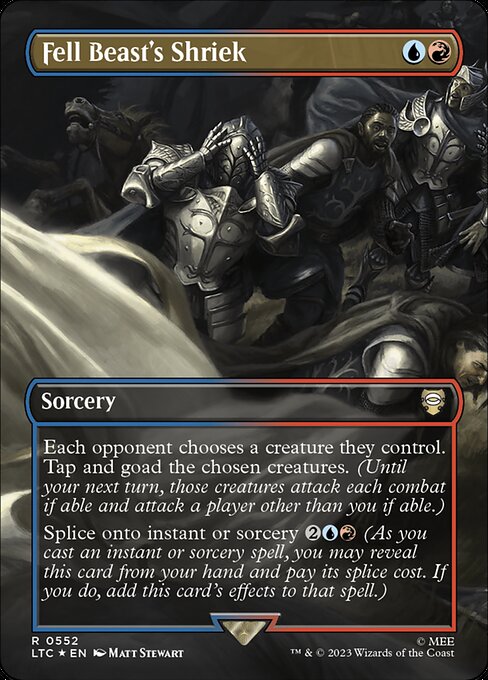 Fell Beast's Shriek
Sorcery
Each opponent chooses a creature they control.
Tap and goad the chosen creatures. (Until
your next turn, those creatures attack each combat
if able and attack a player other than you if able.)
Splice onto instant or sorcery 2 (As you
cast an instant or sorcery spell, you may reveal
this card from your hand and pay its splice cost. If
you do, add this card's effects to that spell.)
R 0552
LTC ★ EN Matt Stewart
© MEE
™ & © 2023 Wizards of the Coast